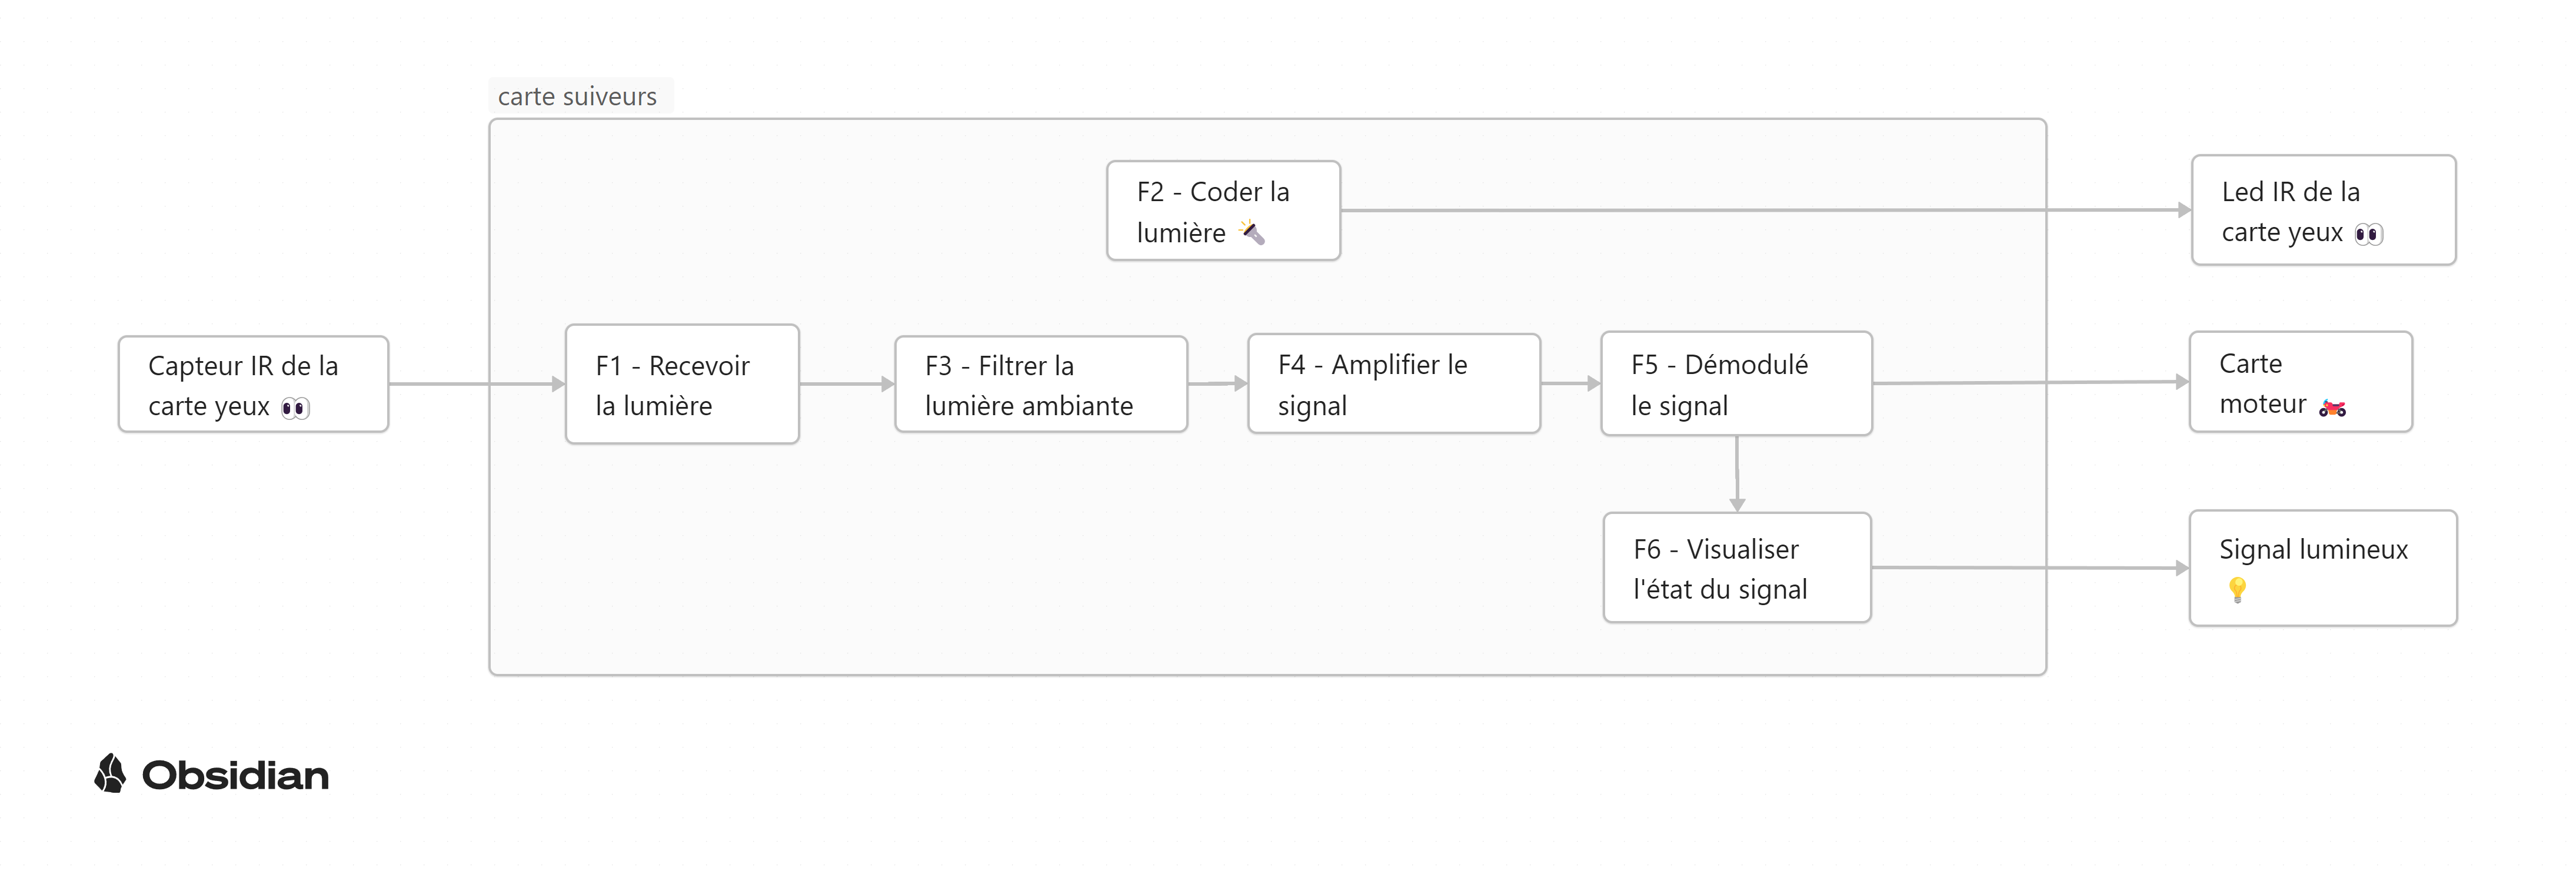 carte suiveurs
F2 - Coder la
lumière
Led IR de la
carte yeux
Capteur IR de la
carte yeux
F1 - Recevoir
la lumière
F3 - Filtrer la
lumière ambiante
F4 - Amplifier le
signal
F5 - Démodulé
le signal
Carte
moteur
F6 - Visualiser
l'état du signal
Signal lumineux
Obsidian